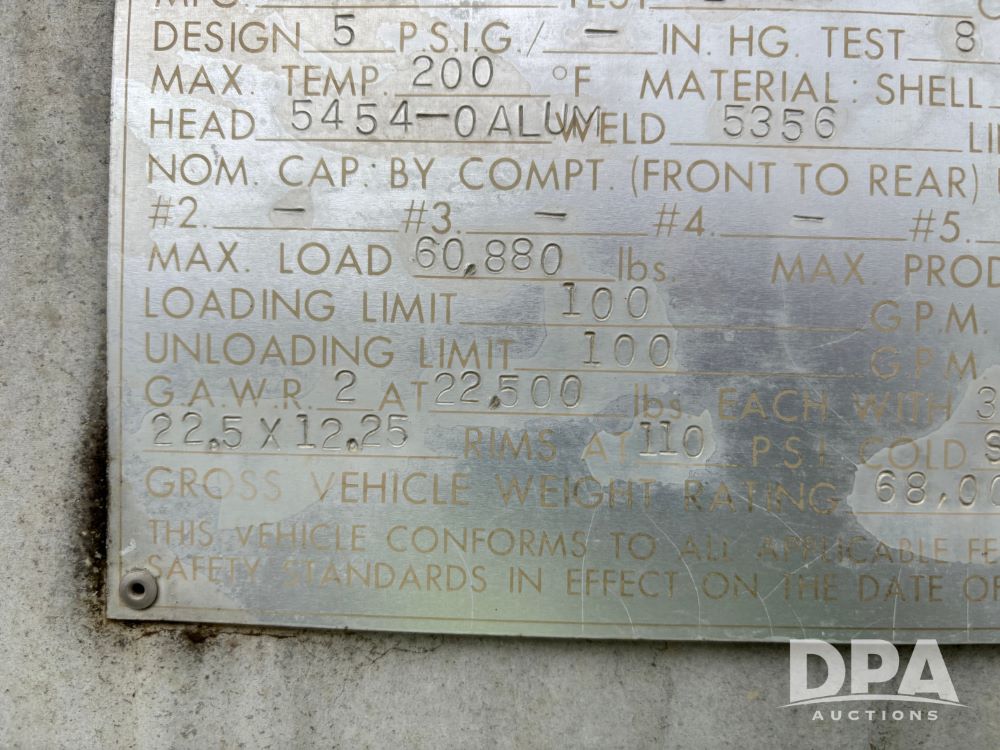 MFG. TEST
DESIGN 5 P.S.I.G./ - IN. HG. TEST 8
MAX. TEMP. 200 °F MATERIAL: SHELL
HEAD 5454-0ALUM WELD 5356
NOM. CAP. BY COMPT. (FRONT TO REAR)
#2. - #3. - #4. - #5.
MAX. LOAD 60,880 lbs. MAX. PROD
LOADING LIMIT 100 G.P.M.
UNLOADING LIMIT 100 G.P.M.
G.A.W.R. 2 AT 22,500 lbs. EACH WITH 3
22.5 X 12.25 RIMS AT 110 P.S.I. COLD S
GROSS VEHICLE WEIGHT RATING 68,00
THIS VEHICLE CONFORMS TO ALL APPLICABLE FE
SAFETY STANDARDS IN EFFECT ON THE DATE OF
DPA
AUCTIONS